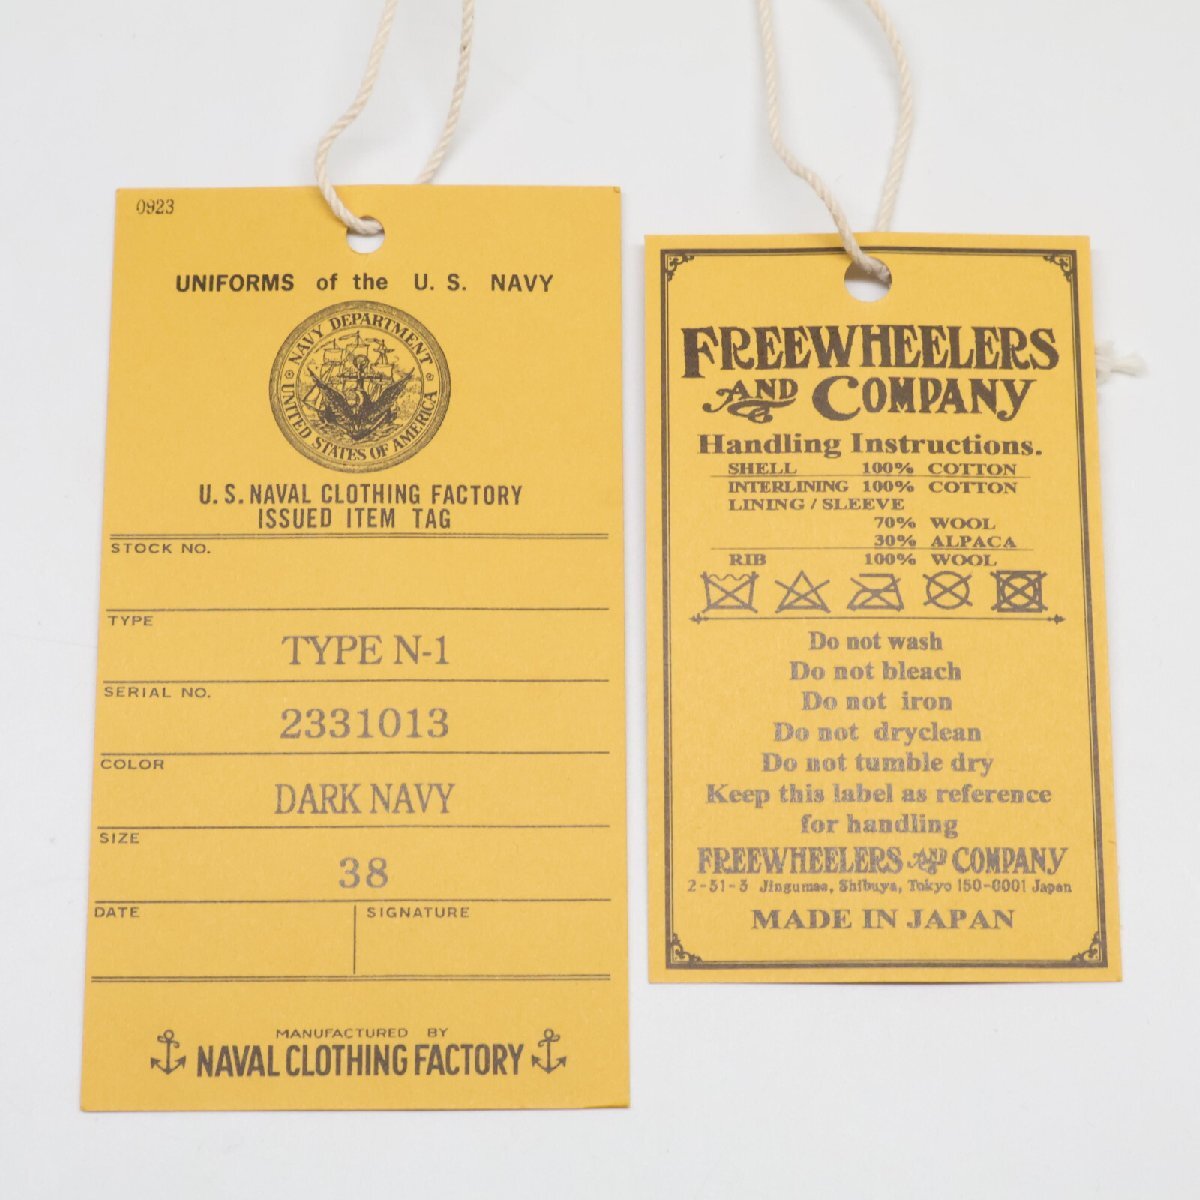 0923
UNIFORMS of the U. S. NAVY
NAVY DEPARTMENT
UNITED STATES OF AMERICA
U. S. NAVAL CLOTHING FACTORY
ISSUED ITEM TAG
STOCK NO.
TYPE
TYPE N-1
SERIAL NO.
2331013
COLOR
DARK NAVY
SIZE
38
DATE SIGNATURE
MANUFACTURED BY
NAVAL CLOTHING FACTORY
FREEWHEELERS
AND COMPANY
Handling Instructions.
SHELL 100% COTTON
INTERLINING 100% COTTON
LINING / SLEEVE
70% WOOL
30% ALPACA
RIB 100% WOOL
Do not wash
Do not bleach
Do not iron
Do not dryclean
Do not tumble dry
Keep this label as reference
for handling
FREEWHEELERS AND COMPANY
2-31-3 Jingumae, Shibuya, Tokyo 150-0001 Japan
MADE IN JAPAN